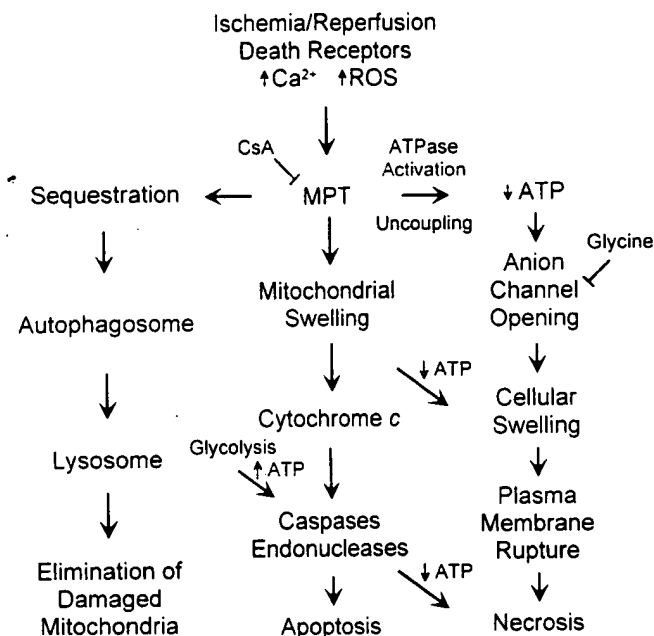 Ischemia/Reperfusion
Death Receptors
↑Ca²⁺ ↑ROS
CsA
ATPase
Activation
Sequestration
MPT
Uncoupling
↓ATP
Glycine
Anion
Channel
Opening
Mitochondrial
Swelling
Autophagosome
↓ATP
Cellular
Swelling
Cytochrome c
Glycolysis
↑ATP
Lysosome
Caspases
Endonucleases
Plasma
Membrane
Rupture
↓ATP
Elimination of
Damaged
Mitochondria
Apoptosis
Necrosis